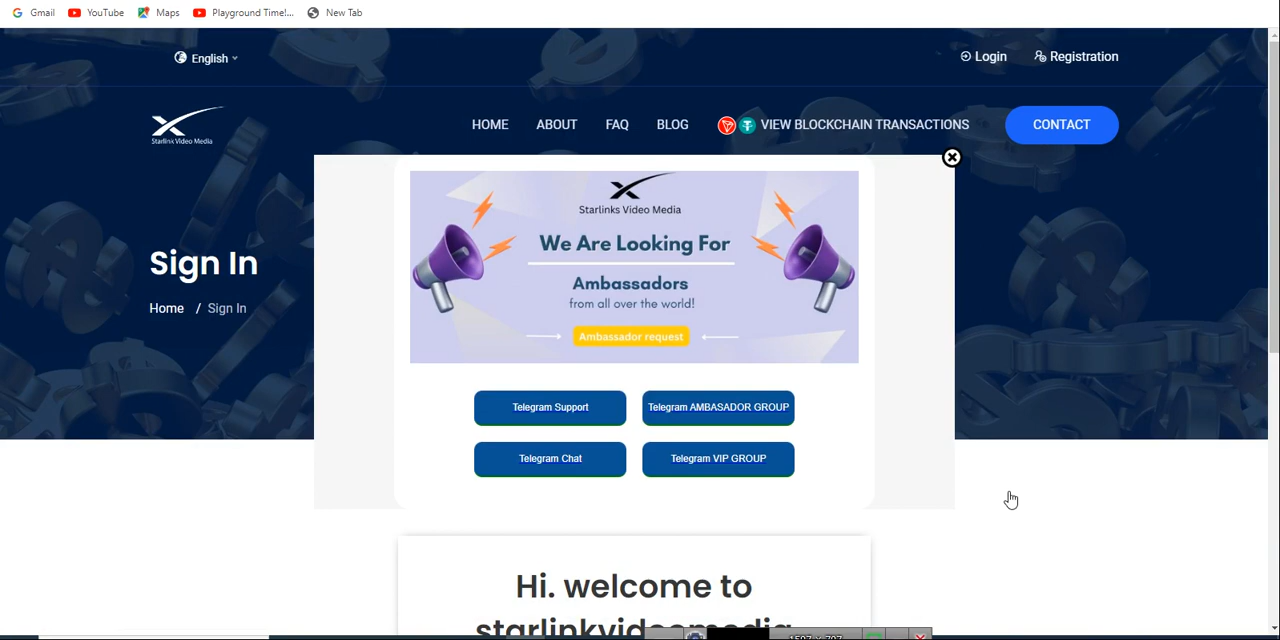 Gmail YouTube Maps Playground Time!... New Tab
English Login Registration
Starlink Video Media
HOME ABOUT FAQ BLOG VIEW BLOCKCHAIN TRANSACTIONS CONTACT
Starlinks Video Media
We Are Looking For
Ambassadors
from all over the world!
Ambassador request
Sign In
Home / Sign In
Telegram Support Telegram AMBASADOR GROUP
Telegram Chat Telegram VIP GROUP
Hi. welcome to
starlinkvideomedia